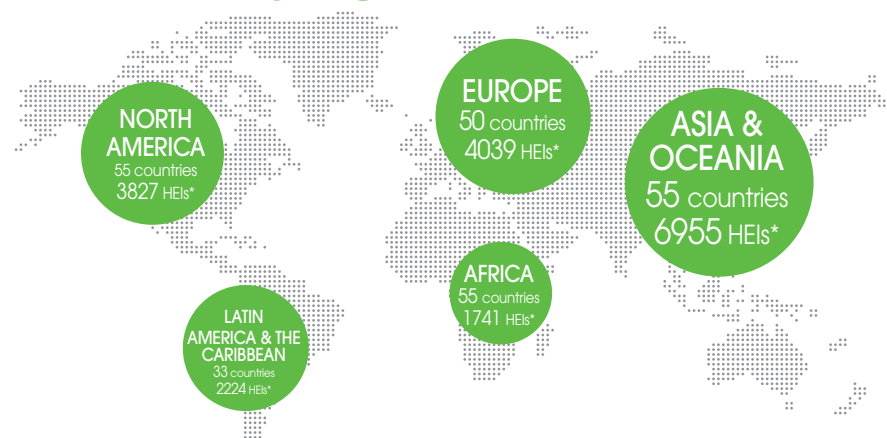 NORTH
AMERICA
55 countries
3827 HEIs*
EUROPE
50 countries
4039 HEIs*
ASIA &
OCEANIA
55 countries
6955 HEIs*
AFRICA
55 countries
1741 HEIs*
LATIN
AMERICA & THE
CARIBBEAN
33 countries
2224 HEIs*